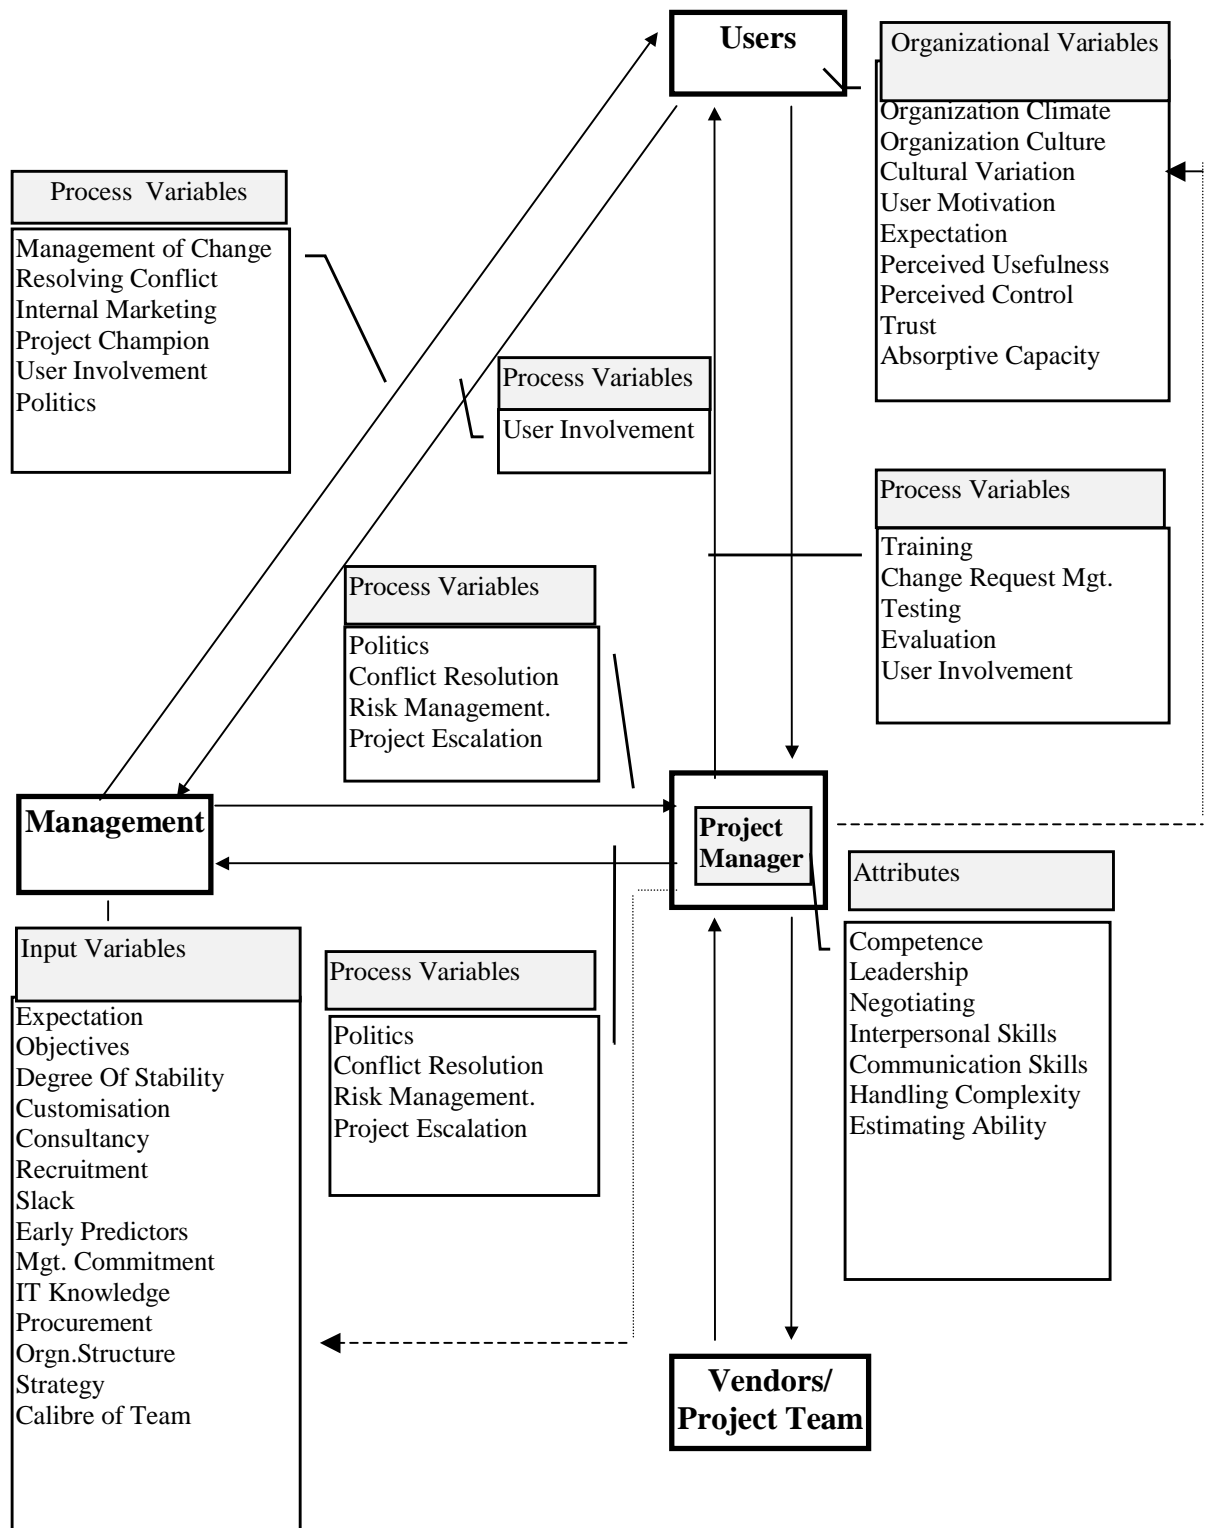 Users
Organizational Variables
Organization Climate
Organization Culture
Cultural Variation
User Motivation
Expectation
Perceived Usefulness
Perceived Control
Trust
Absorptive Capacity
Process Variables
Management of Change
Resolving Conflict
Internal Marketing
Project Champion
User Involvement
Politics
Process Variables
User Involvement
Process Variables
Training
Change Request Mgt.
Testing
Evaluation
User Involvement
Process Variables
Politics
Conflict Resolution
Risk Management.
Project Escalation
Management
Project
Manager
Attributes
Competence
Leadership
Negotiating
Interpersonal Skills
Communication Skills
Handling Complexity
Estimating Ability
Input Variables
Expectation
Objectives
Degree Of Stability
Customisation
Consultancy
Recruitment
Slack
Early Predictors
Mgt. Commitment
IT Knowledge
Procurement
Orgn.Structure
Strategy
Calibre of Team
Process Variables
Politics
Conflict Resolution
Risk Management.
Project Escalation
Vendors/
Project Team